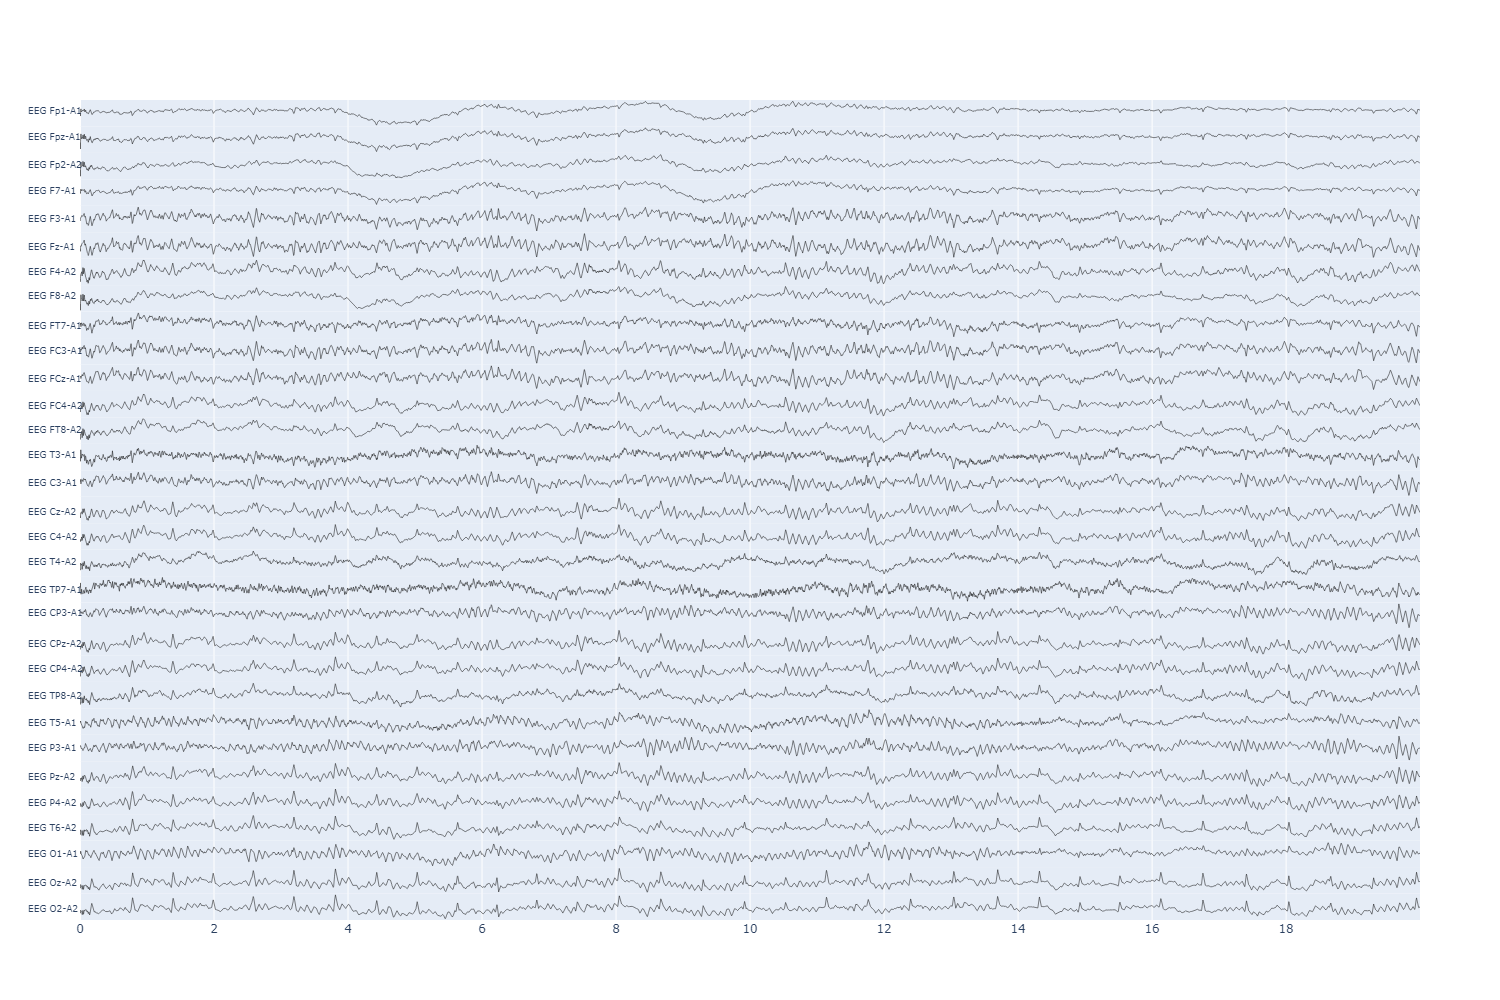 EEG Fp1-A1
EEG Fpz-A1
EEG Fp2-A2
EEG F7-A1
EEG F3-A1
EEG Fz-A1
EEG F4-A2
EEG F8-A2
EEG FT7-A1
EEG FC3-A1
EEG FCz-A1
EEG FC4-A2
EEG FT8-A2
EEG T3-A1
EEG C3-A1
EEG Cz-A2
EEG C4-A2
EEG T4-A2
EEG TP7-A1
EEG CP3-A1
EEG CPz-A2
EEG CP4-A2
EEG TP8-A2
EEG T5-A1
EEG P3-A1
EEG Pz-A2
EEG P4-A2
EEG T6-A2
EEG O1-A1
EEG Oz-A2
EEG O2-A2
0 2 4 6 8 10 12 14 16 18